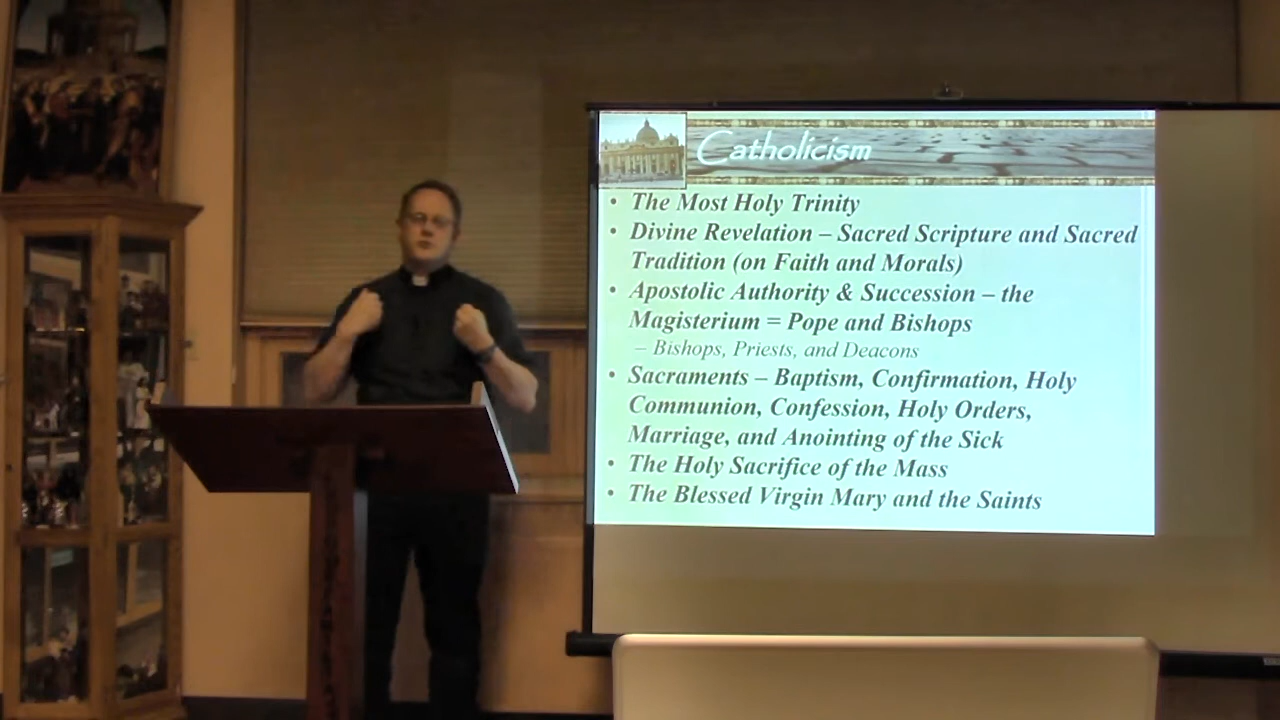 Catholicism
• The Most Holy Trinity
• Divine Revelation – Sacred Scripture and Sacred
Tradition (on Faith and Morals)
• Apostolic Authority & Succession – the
Magisterium = Pope and Bishops
– Bishops, Priests, and Deacons
• Sacraments – Baptism, Confirmation, Holy
Communion, Confession, Holy Orders,
Marriage, and Anointing of the Sick
• The Holy Sacrifice of the Mass
• The Blessed Virgin Mary and the Saints